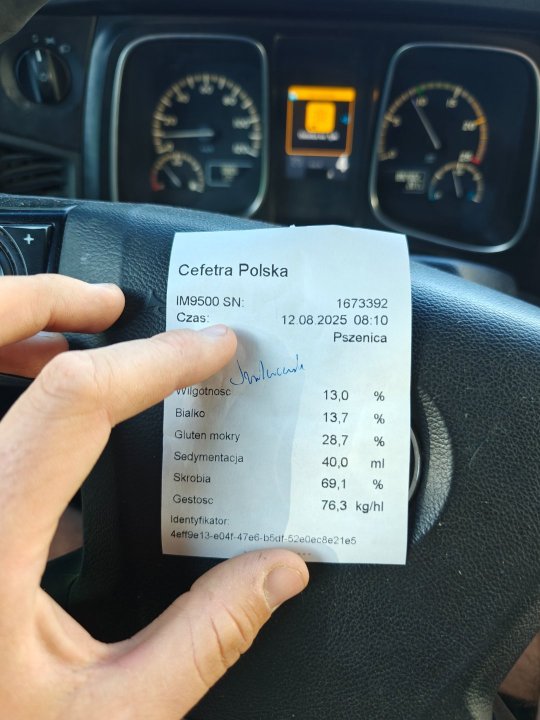 Cefetra Polska
IM9500 SN: 1673392
Czas: 12.08.2025 08:10
Pszenica
Wilgotnosc 13,0 %
Bialko 13,7 %
Gluten mokry 28,7 %
Sedymentacja 40,0 ml
Skrobia 69,1 %
Gestosc 76,3 kg/hl
Identyfikator:
4eff9e13-e04f-47e6-b5df-52e0ec8e21e5